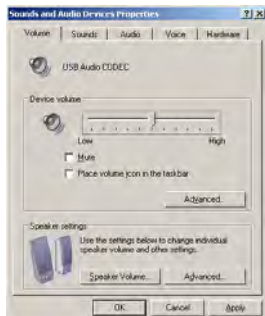 Sounds and Audio Devices Properties
Volume Sounds Audio Voice Hardware
USB Audio CODEC
Device volume
Low High
Mute
Place volume icon in the taskbar
Advanced...
Speaker settings
Use the settings below to change individual
speaker volume and other settings.
Speaker Volume... Advanced...
OK Cancel Apply